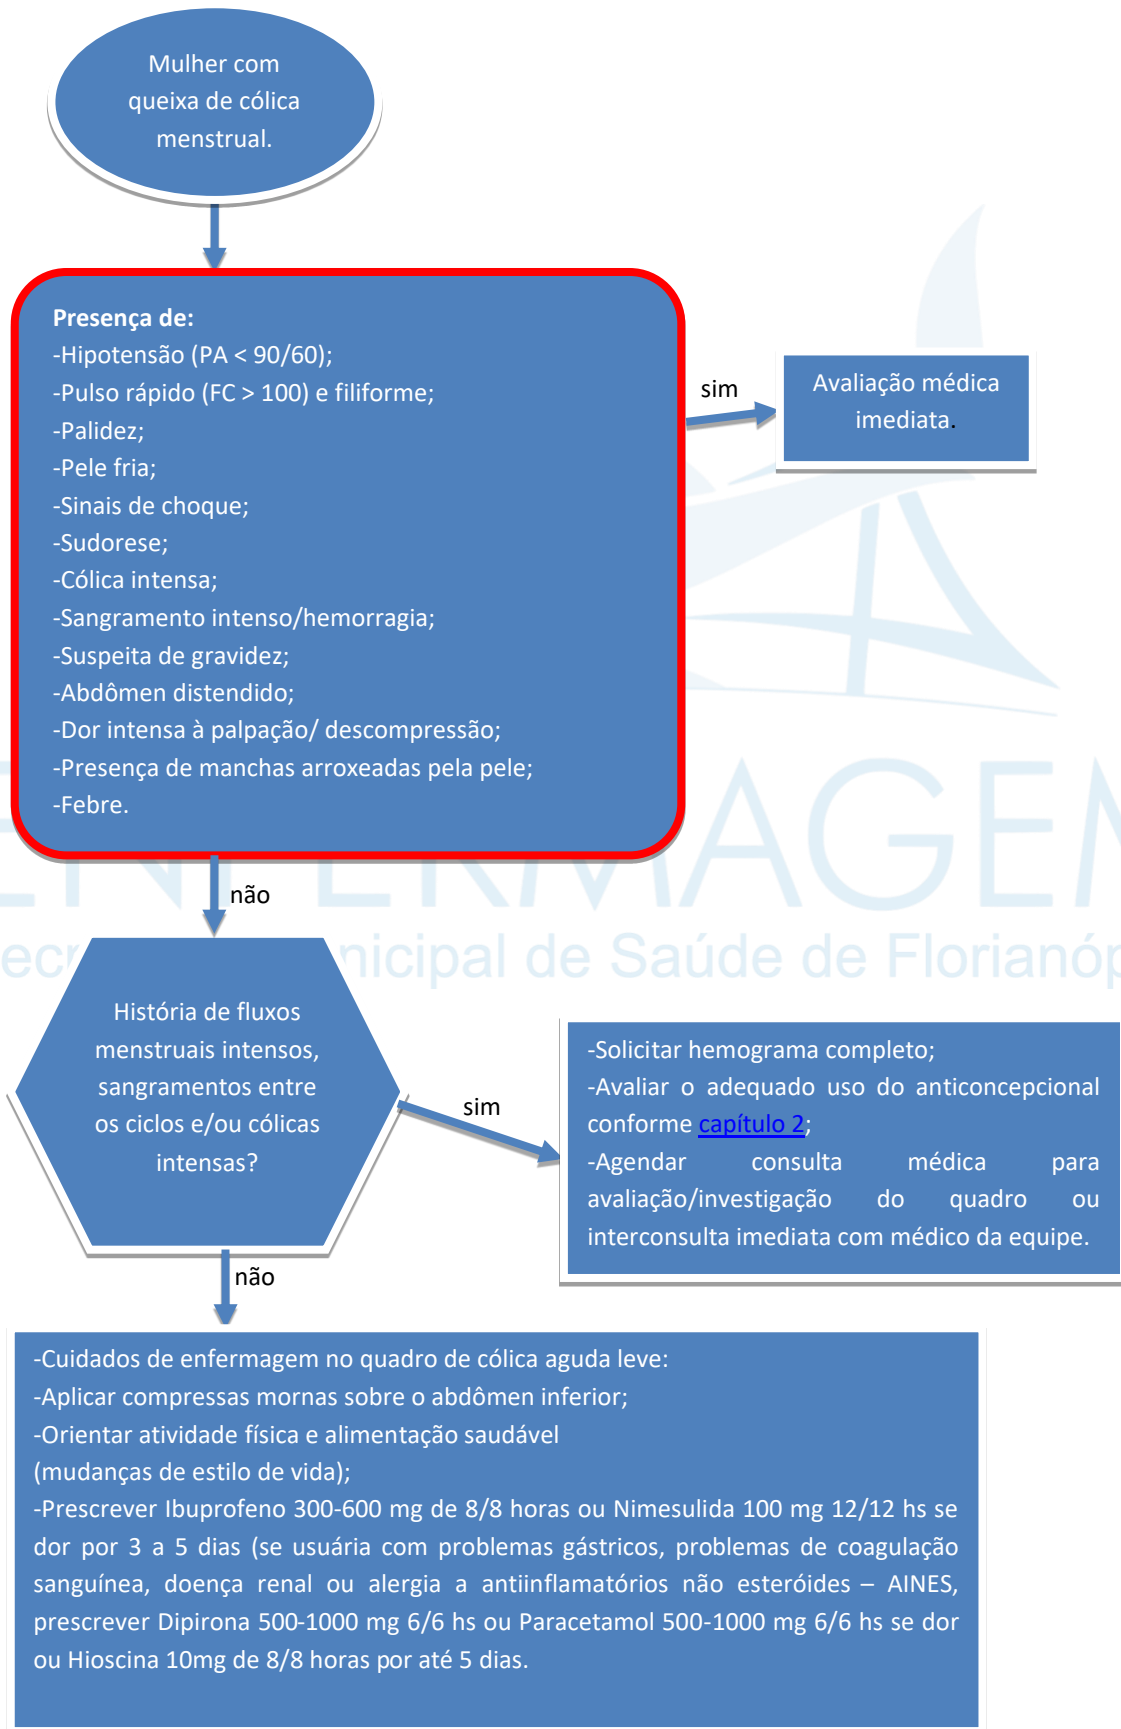 Mulher com
queixa de cólica
menstrual.
Presença de:
-Hipotensão (PA < 90/60);
-Pulso rápido (FC > 100) e filiforme;
-Palidez;
-Pele fria;
-Sinais de choque;
-Sudorese;
-Cólica intensa;
-Sangramento intenso/hemorragia;
-Suspeita de gravidez;
-Abdômen distendido;
-Dor intensa à palpação/ descompressão;
-Presença de manchas arroxeadas pela pele;
-Febre.
sim
Avaliação médica
imediata.
não
ENFERMAGEM
nicipal de Saúde de Florianóp
História de fluxos
menstruais intensos,
sangramentos entre
os ciclos e/ou cólicas
intensas?
sim
-Solicitar hemograma completo;
-Avaliar o adequado uso do anticoncepcional
conforme capítulo 2;
-Agendar consulta médica para
avaliação/investigação do quadro ou
interconsulta imediata com médico da equipe.
não
-Cuidados de enfermagem no quadro de cólica aguda leve:
-Aplicar compressas mornas sobre o abdômen inferior;
-Orientar atividade física e alimentação saudável
(mudanças de estilo de vida);
-Prescrever Ibuprofeno 300-600 mg de 8/8 horas ou Nimesulida 100 mg 12/12 hs se
dor por 3 a 5 dias (se usuária com problemas gástricos, problemas de coagulação
sanguínea, doença renal ou alergia a antiinflamatórios não esteróides – AINES,
prescrever Dipirona 500-1000 mg 6/6 hs ou Paracetamol 500-1000 mg 6/6 hs se dor
ou Hioscina 10mg de 8/8 horas por até 5 dias.